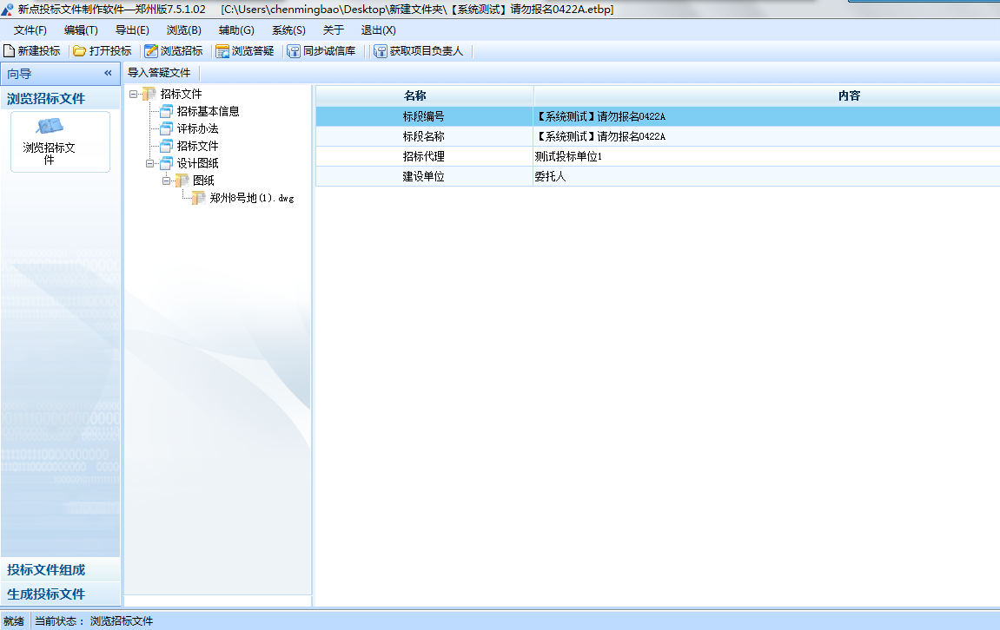 新点投标文件制作软件—郑州版7.5.1.02 [C:\Users\chenmingbao\Desktop\新建文件夹\【系统测试】请勿报名0422A.etbp]
文件(F) 编辑(T) 导出(E) 浏览(B) 辅助(G) 系统(S) 关于 退出(X)
新建投标 打开投标 浏览招标 浏览答疑 同步诚信库 获取项目负责人
向导 «
导入答疑文件
浏览招标文件
浏览招标文
件
招标文件
招标基本信息
评标办法
招标文件
设计图纸
图纸
郑州8号地(1).dwg
名称 内容
标段编号 【系统测试】请勿报名0422A
标段名称 【系统测试】请勿报名0422A
招标代理 测试投标单位1
建设单位 委托人
投标文件组成
生成投标文件
就绪 当前状态： 浏览招标文件